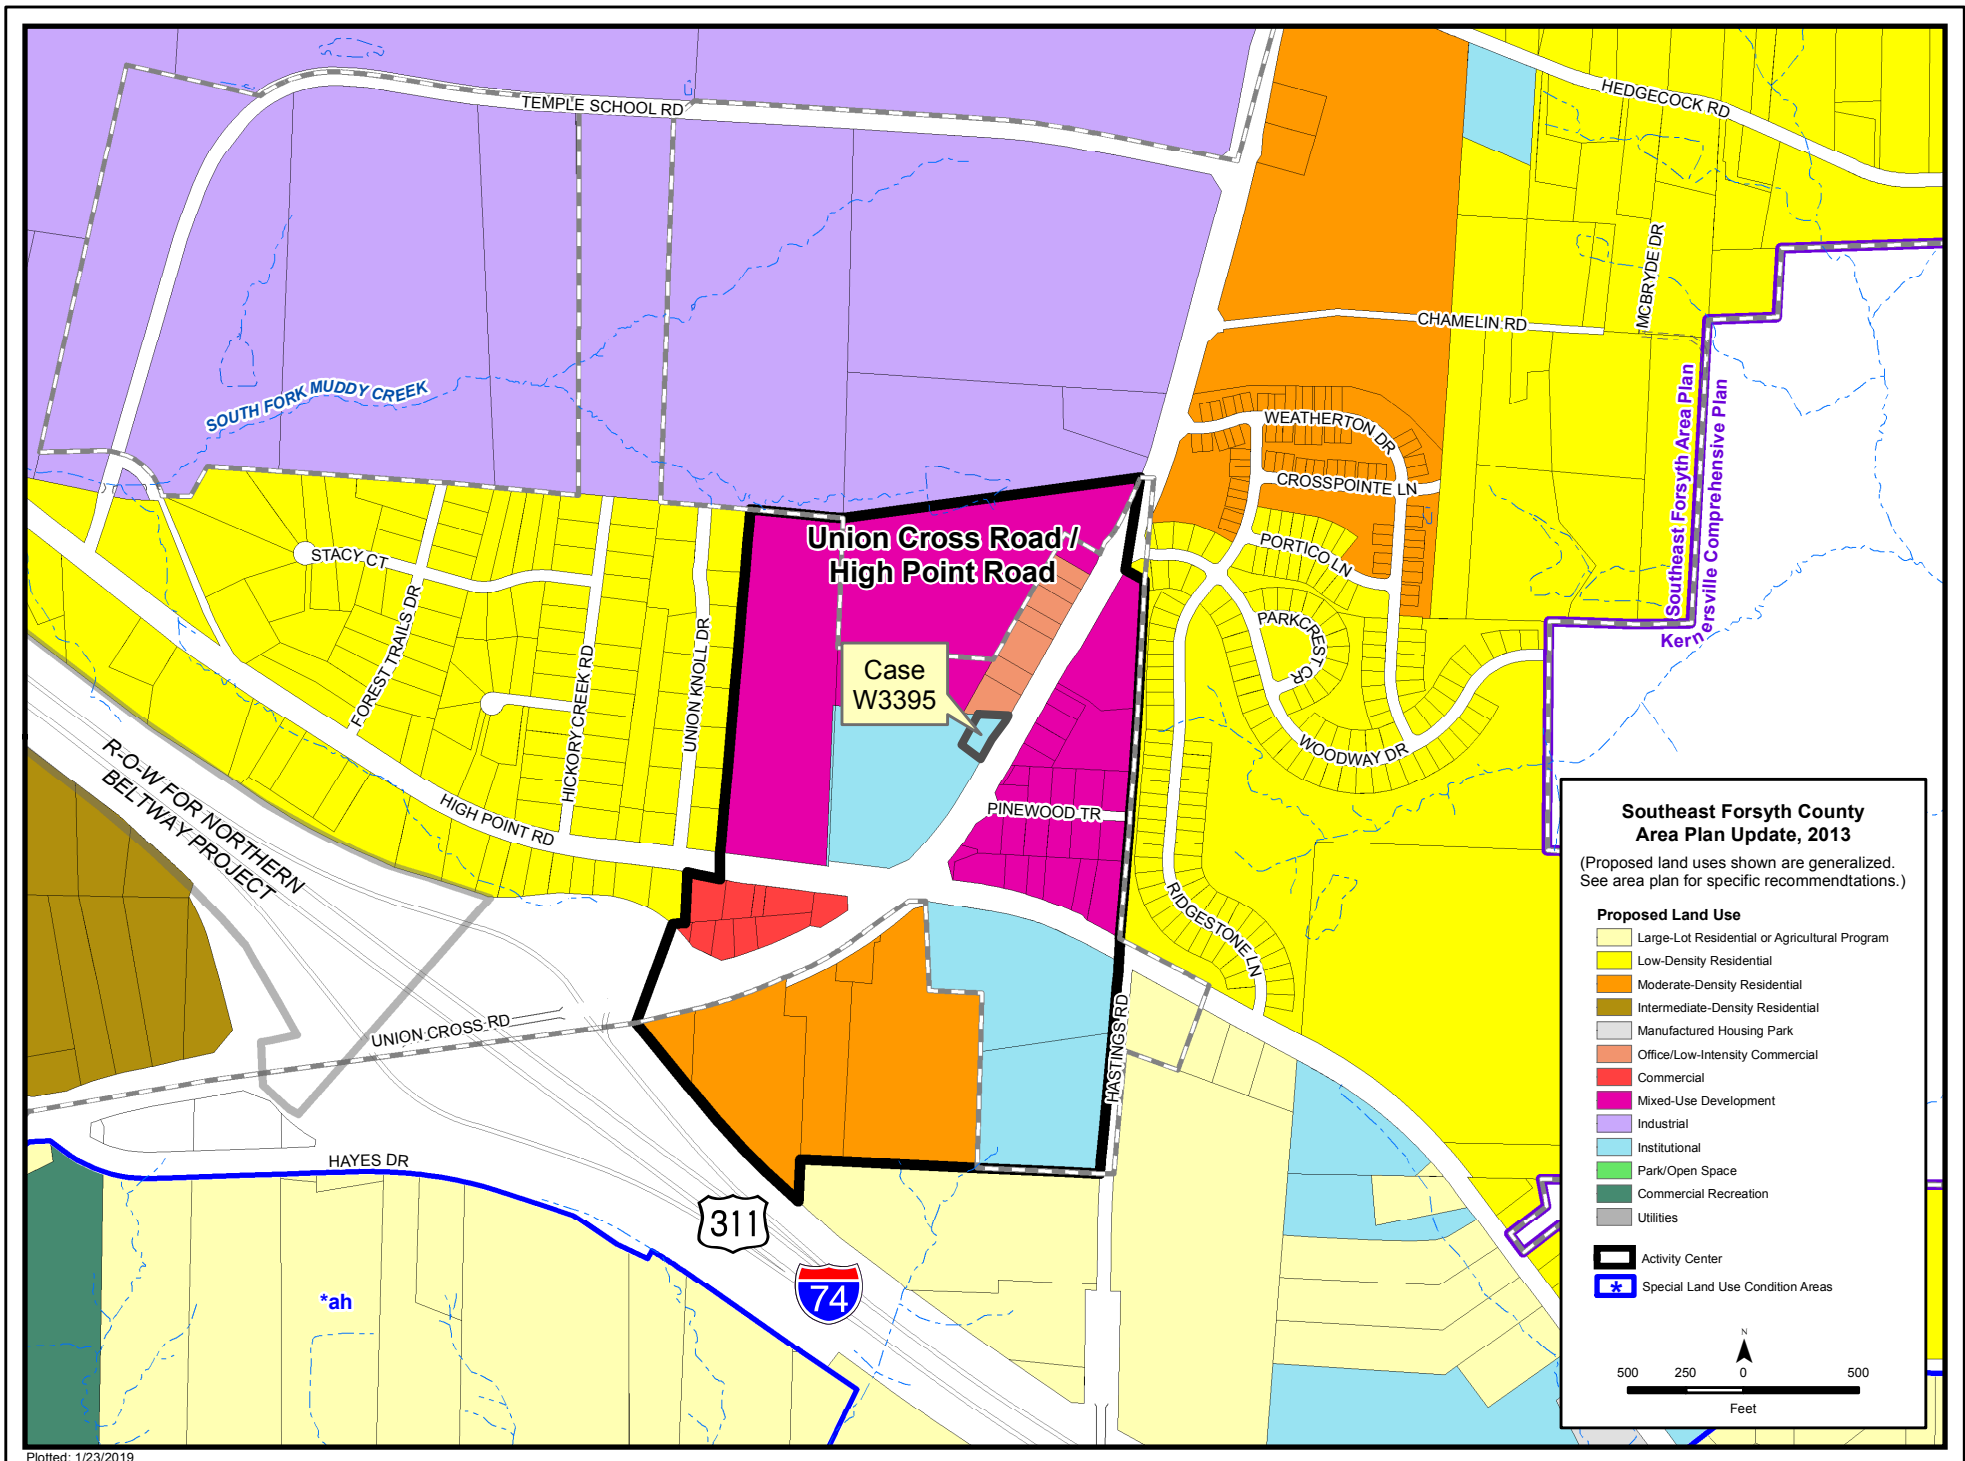 HEDGECOCK RD
TEMPLE SCHOOL RD
MCBRYDE DR
CHAMELIN RD
SOUTH FORK MUDDY CREEK
WEATHERTON DR
CROSSPOINTE LN
Southeast Forsyth Area Plan
Kernersville Comprehensive Plan
Union Cross Road /
High Point Road
STACY CT
PORTICO LN
FOREST TRAILS DR
HICKORY CREEK RD
UNION KNOLL DR
PARKCREST CR
Case
W3395
WOODWAY DR
R-O-W FOR NORTHERN
BELTWAY PROJECT
HIGH POINT RD
PINEWOOD TR
RIDGESTONE LN
UNION CROSS RD
HASTINGS RD
HAYES DR
311
74
*ah
Southeast Forsyth County
Area Plan Update, 2013
(Proposed land uses shown are generalized.
See area plan for specific recommendtations.)
Proposed Land Use
Large-Lot Residential or Agricultural Program
Low-Density Residential
Moderate-Density Residential
Intermediate-Density Residential
Manufactured Housing Park
Office/Low-Intensity Commercial
Commercial
Mixed-Use Development
Industrial
Institutional
Park/Open Space
Commercial Recreation
Utilities
Activity Center
* Special Land Use Condition Areas
N
500 250 0 500
Feet
Plotted: 1/23/2019